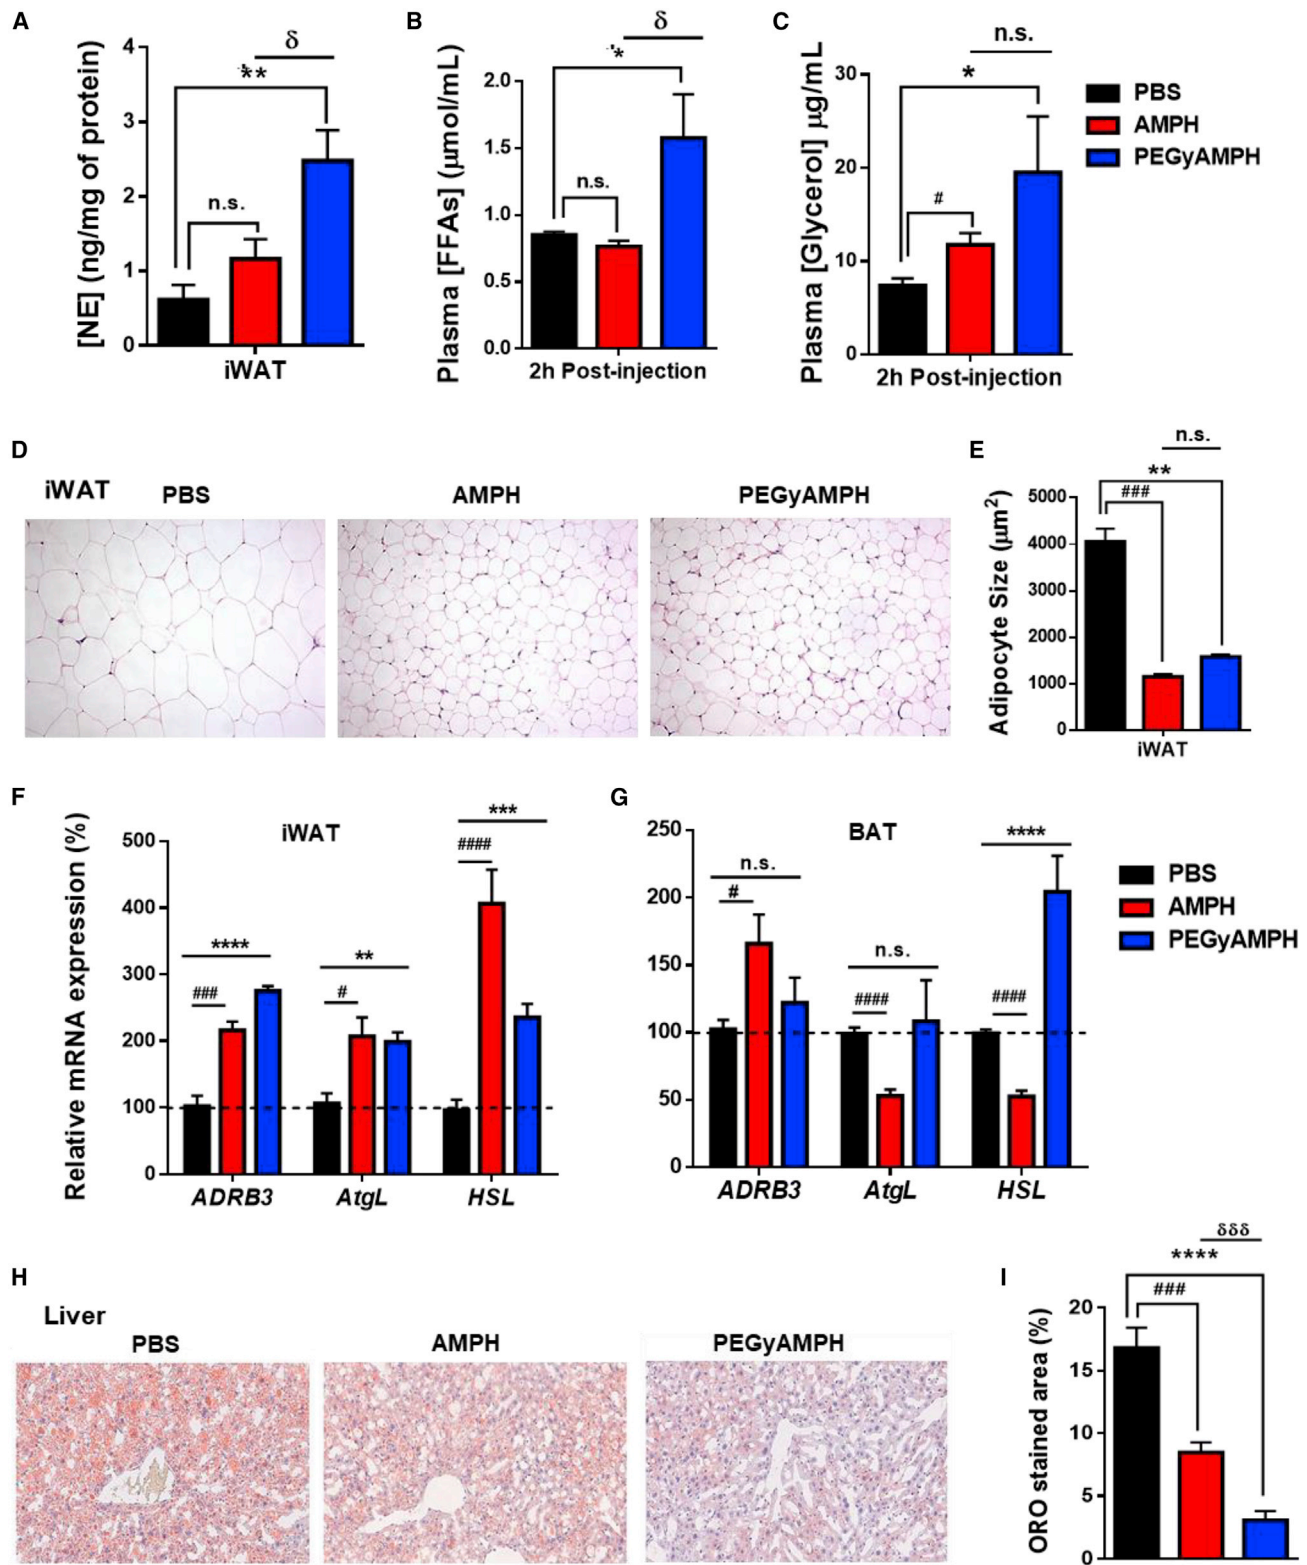 A
[NE] (ng/mg of protein)
4
3
2
1
0
δ
**
n.s.
iWAT
B
Plasma [FFAs] (µmol/mL)
2.0
1.5
1.0
0.5
0.0
δ
*
n.s.
2h Post-injection
C
Plasma [Glycerol] µg/mL
30
20
10
0
n.s.
*
#
2h Post-injection
PBS
AMPH
PEGyAMPH
D
iWAT
PBS
AMPH
PEGyAMPH
E
Adipocyte Size (µm²)
5000
4000
3000
2000
1000
0
n.s.
**
###
iWAT
F
Relative mRNA expression (%)
500
400
300
200
100
0
iWAT
****
###
**
#
***
####
ADRB3
AtgL
HSL
G
250
200
150
100
50
0
BAT
n.s.
#
n.s.
####
****
####
ADRB3
AtgL
HSL
PBS
AMPH
PEGyAMPH
H
Liver
PBS
AMPH
PEGyAMPH
I
ORO stained area (%)
20
15
10
5
0
δδδ
****
###